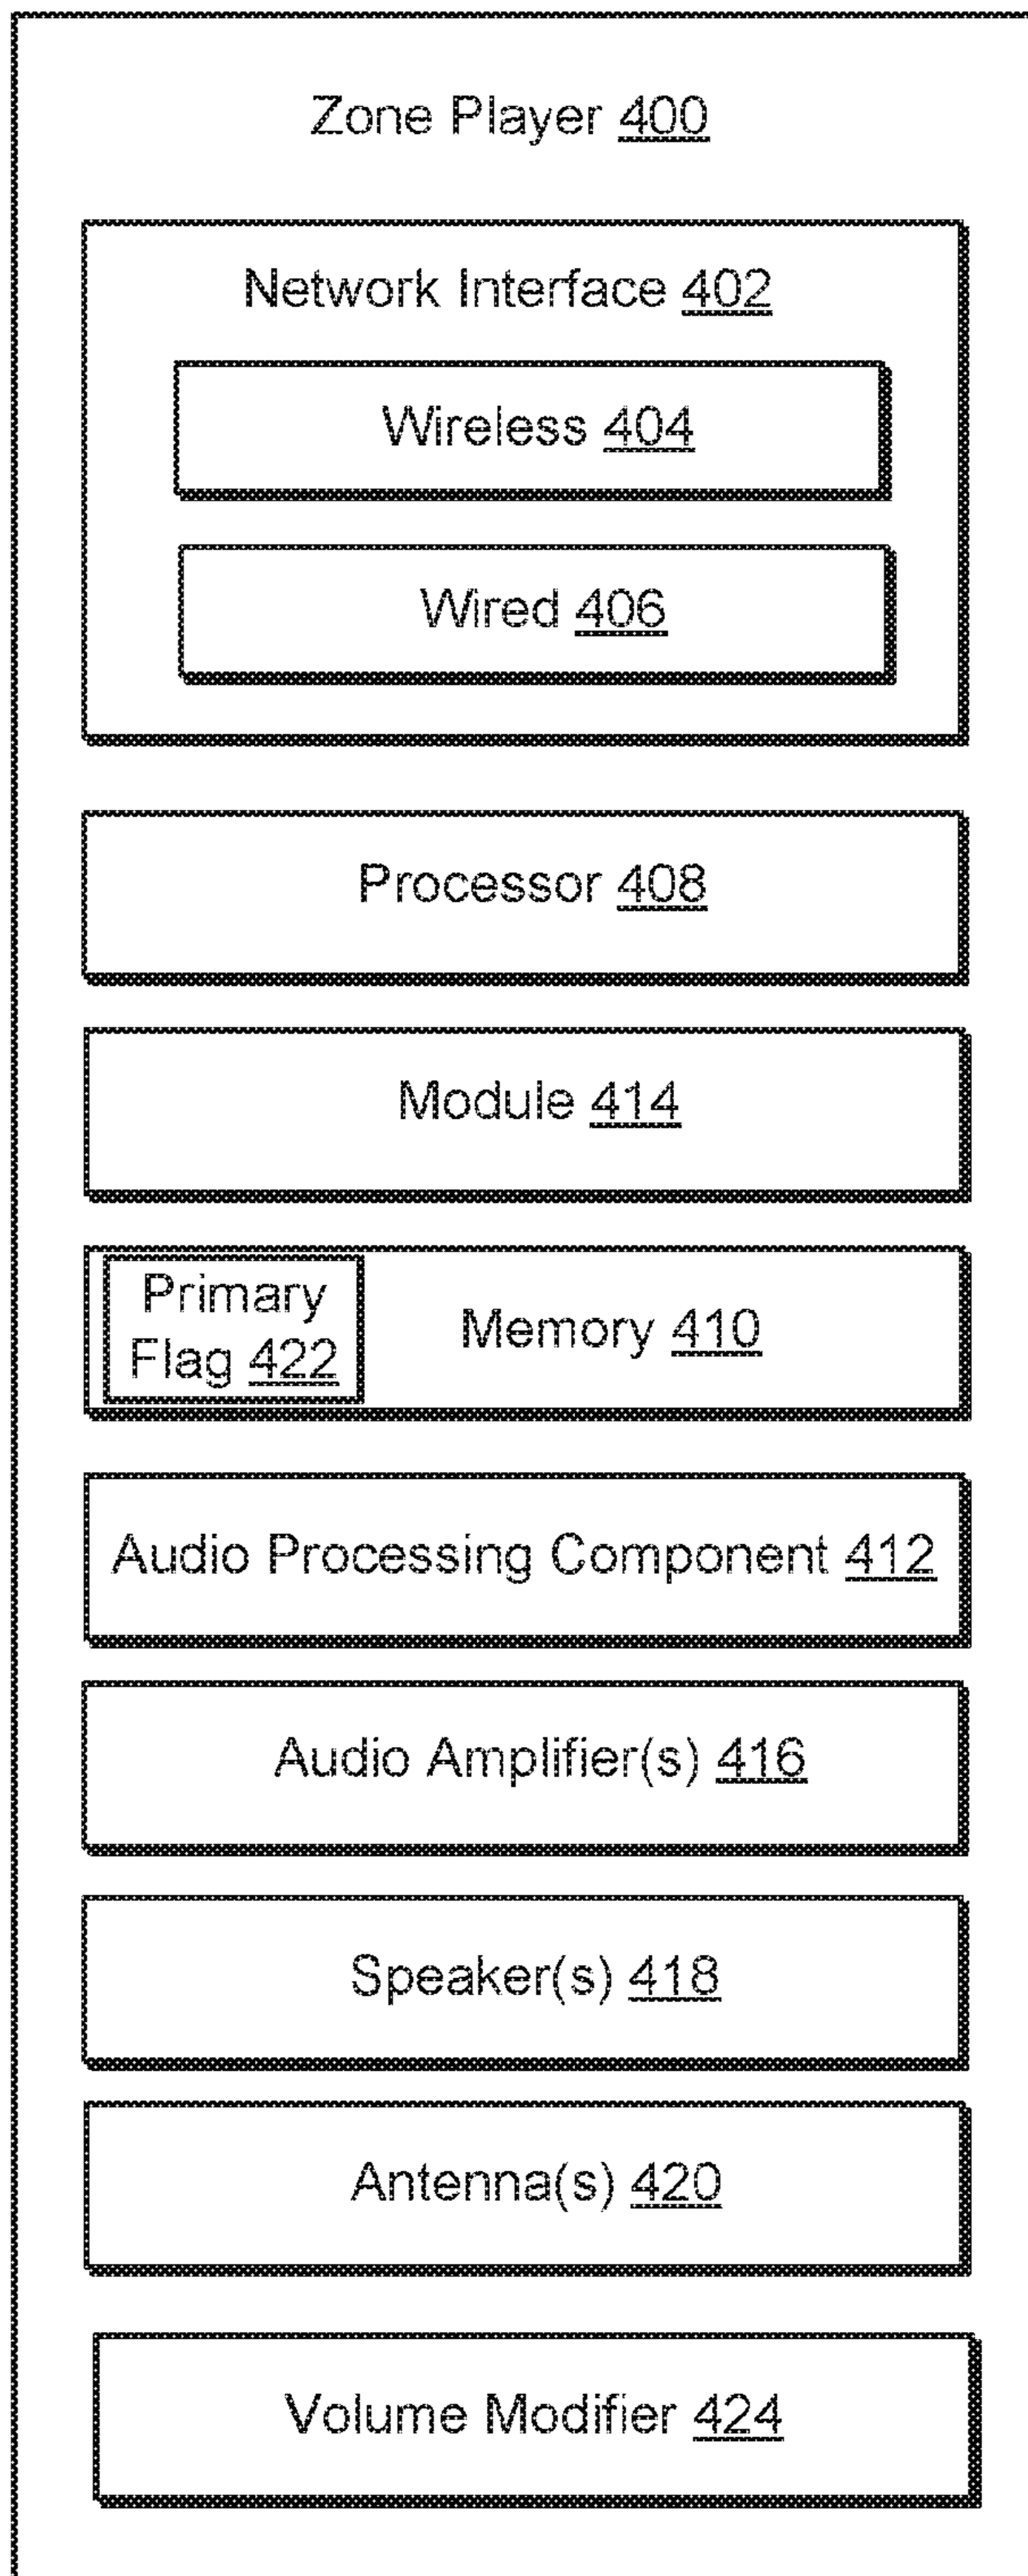 Zone Player 400
Network Interface 402
Wireless 404
Wired 406
Processor 408
Module 414
Primary
Flag 422
Memory 410
Audio Processing Component 412
Audio Amplifier(s) 416
Speaker(s) 418
Antenna(s) 420
Volume Modifier 424